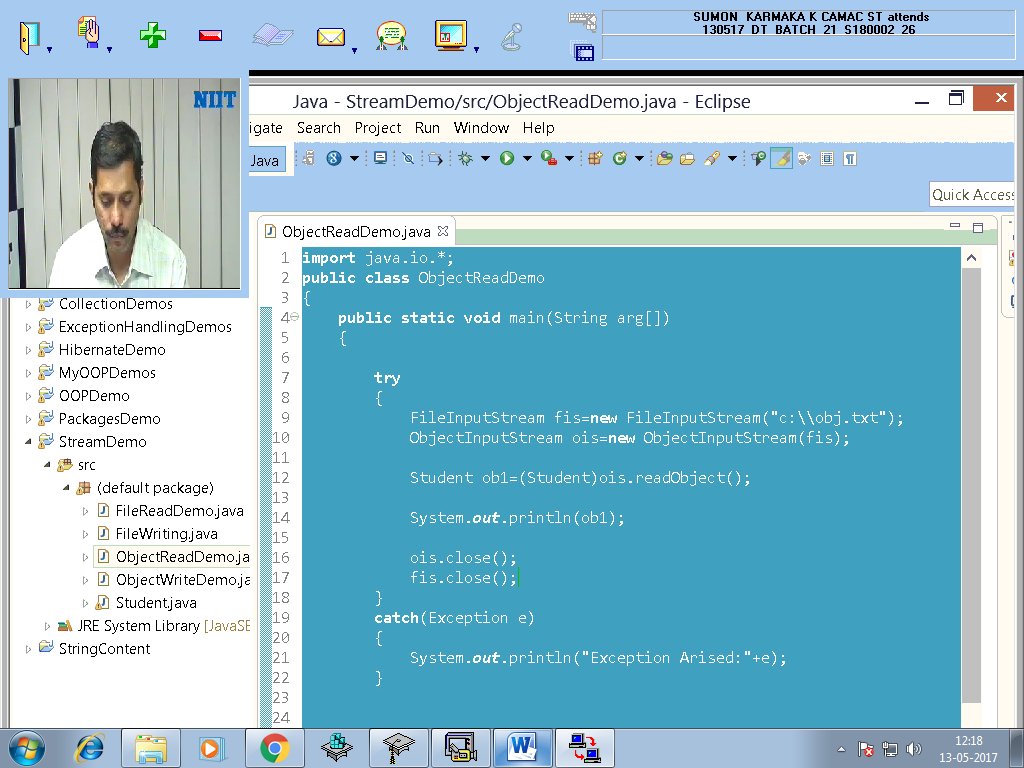 SUMON KARMAKA K CAMAC ST attends
130517 DT BATCH 21 S180002 26
NIIT
Java - StreamDemo/src/ObjectReadDemo.java - Eclipse
igate Search Project Run Window Help
Java
Quick Access
ObjectReadDemo.java
1 import java.io.*;
2 public class ObjectReadDemo
3 {
4 public static void main(String arg[])
5 {
6
7 try
8 {
9 FileInputStream fis=new FileInputStream("c:\\obj.txt");
10 ObjectInputStream ois=new ObjectInputStream(fis);
11
12 Student ob1=(Student)ois.readObject();
13
14 System.out.println(ob1);
15
16 ois.close();
17 fis.close();
18 }
19 catch(Exception e)
20 {
21 System.out.println("Exception Arised:"+e);
22 }
23
24
CollectionDemos
ExceptionHandlingDemos
HibernateDemo
MyOOPDemos
OOPDemo
PackagesDemo
StreamDemo
src
(default package)
FileReadDemo.java
FileWriting.java
ObjectReadDemo.ja
ObjectWriteDemo.ja
Student.java
JRE System Library [JavaSE
StringContent
12:18
13-05-2017